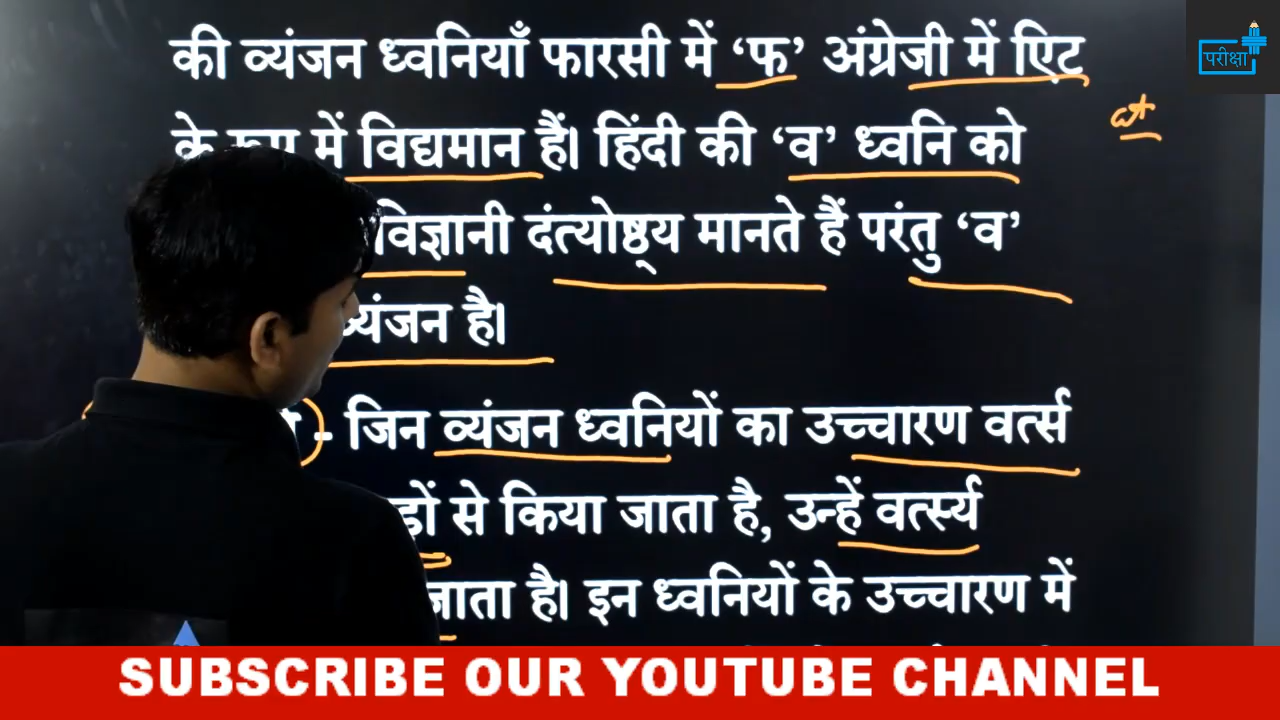 परीक्षा
की व्यंजन ध्वनियाँ फारसी में ‘फ’ अंग्रेजी में एिट
के रूप में विद्यमान हैं। हिंदी की ‘व’ ध्वनि को
विज्ञानी दंत्योष्ठ्य मानते हैं परंतु ‘व’
व्यंजन है।
- जिन व्यंजन ध्वनियों का उच्चारण वर्त्स
से किया जाता है, उन्हें वर्त्स्य
जाता है। इन ध्वनियों के उच्चारण में
SUBSCRIBE OUR YOUTUBE CHANNEL